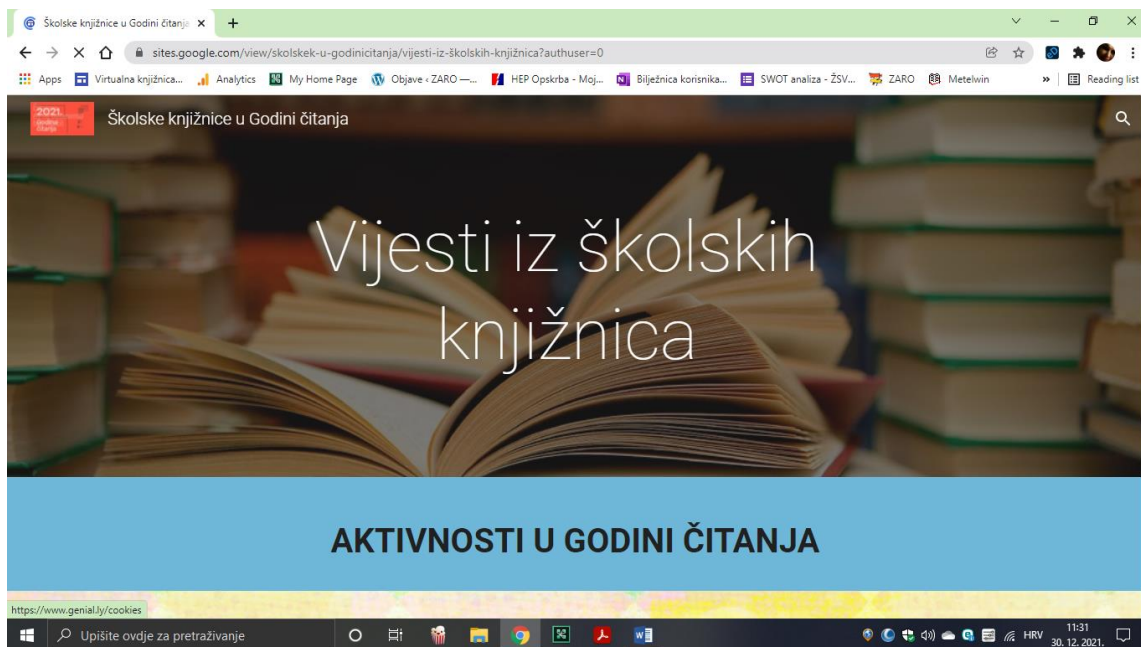 Školske knjižnice u Godini čitanja
sites.google.com/view/skolskek-u-godinicitanja/vijesti-iz-školskih-knjižnica?authuser=0
Apps Virtualna knjižnica... Analytics My Home Page Objave ‹ ZARO —... HEP Opskrba - Moj... Bilježnica korisnika... SWOT analiza - ŽSV... ZARO Metelwin » Reading list
2021.
Školske knjižnice u Godini čitanja
Vijesti iz školskih
knjižnica
AKTIVNOSTI U GODINI ČITANJA
https://www.genial.ly/cookies
Upišite ovdje za pretraživanje
HRV
11:31
30. 12. 2021.